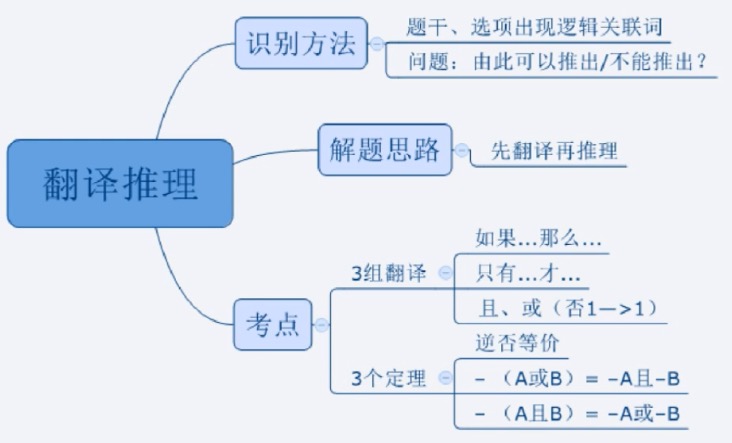 翻译推理
识别方法
题干、选项出现逻辑关联词
问题：由此可以推出/不能推出？
解题思路
先翻译再推理
考点
3组翻译
如果...那么...
只有...才...
且、或（否1—>1）
3个定理
逆否等价
- （A或B）= -A且-B
- （A且B）= -A或-B